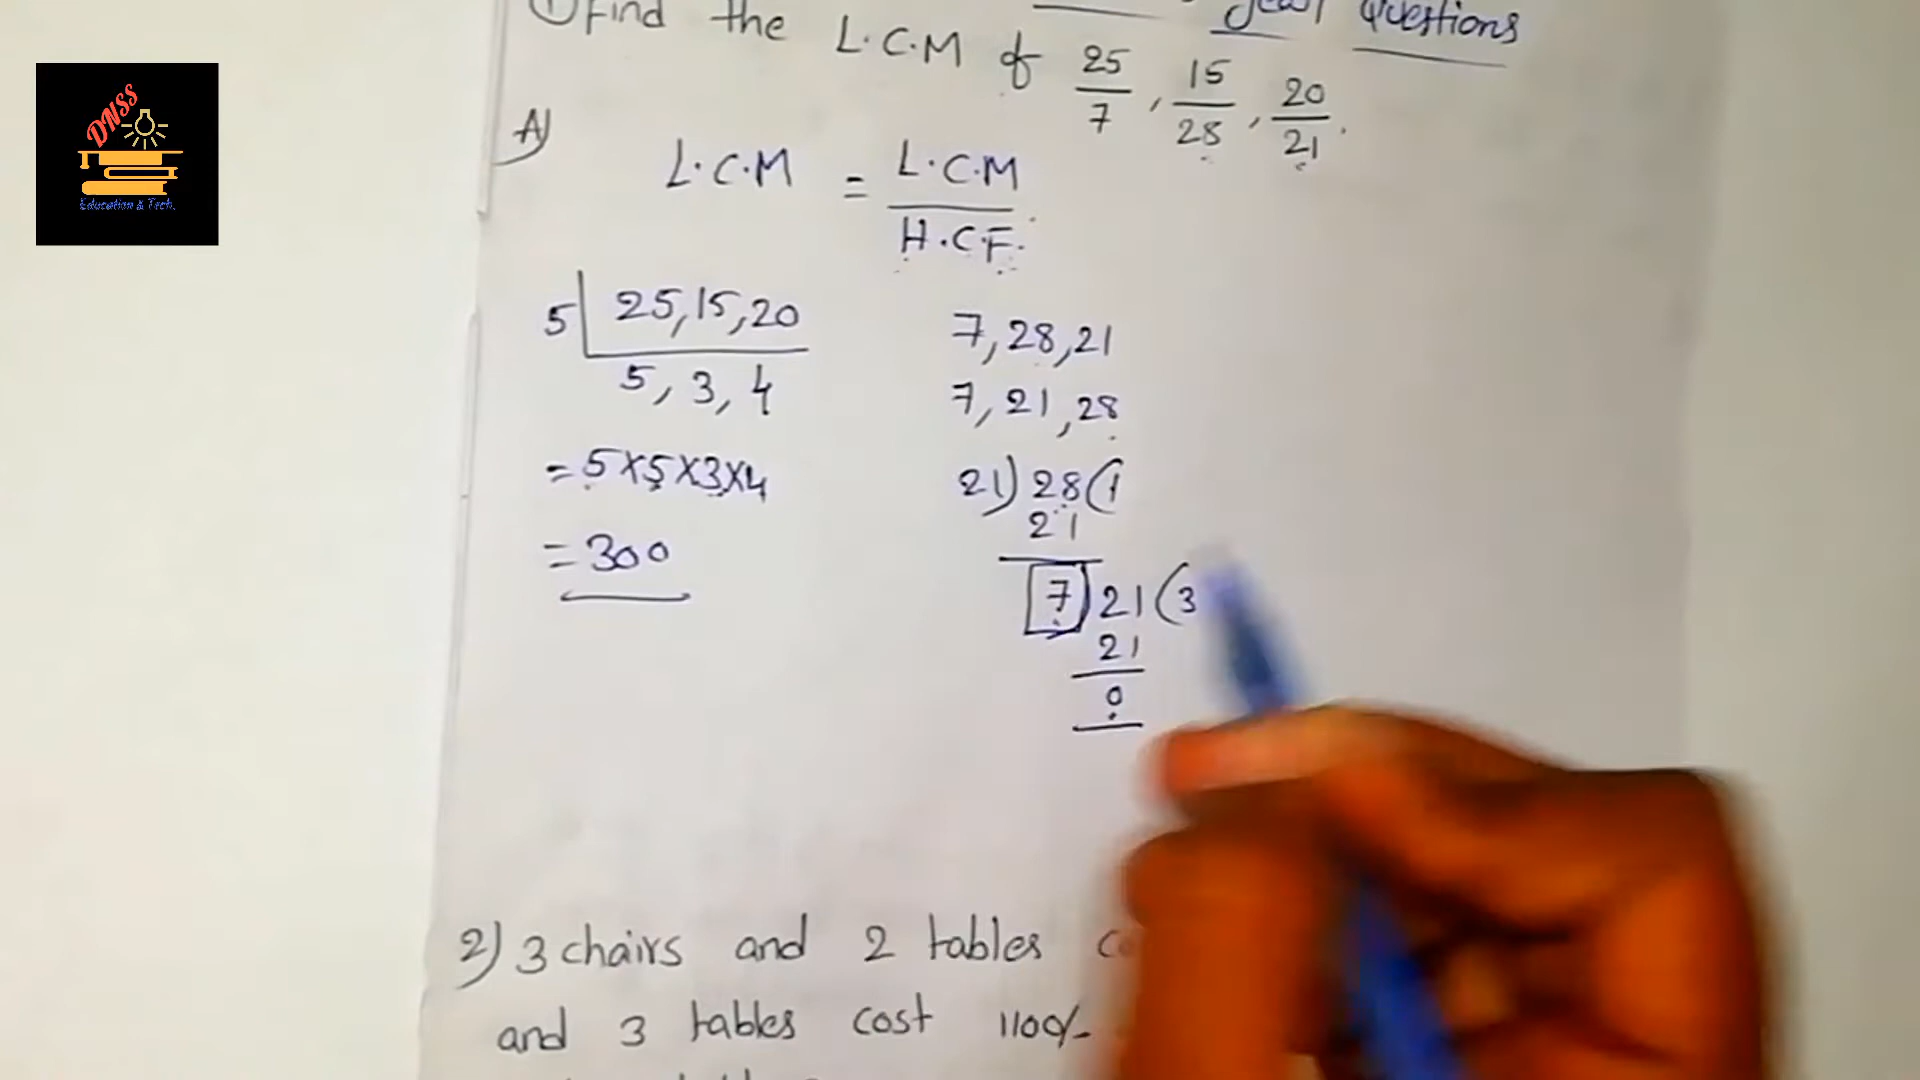 DNSS
Education & Tech.
① Find the L.C.M of 25/7, 15/28, 20/21.
Year Questions
A)
L.C.M = L.C.M / H.C.F.
5 | 25, 15, 20
5, 3, 4
= 5×5×3×4
= 300
7, 28, 21
7, 21, 28
21) 28 (1
21
7) 21 (3
21
0
2) 3 chairs and 2 tables
and 3 tables cost 1100/-